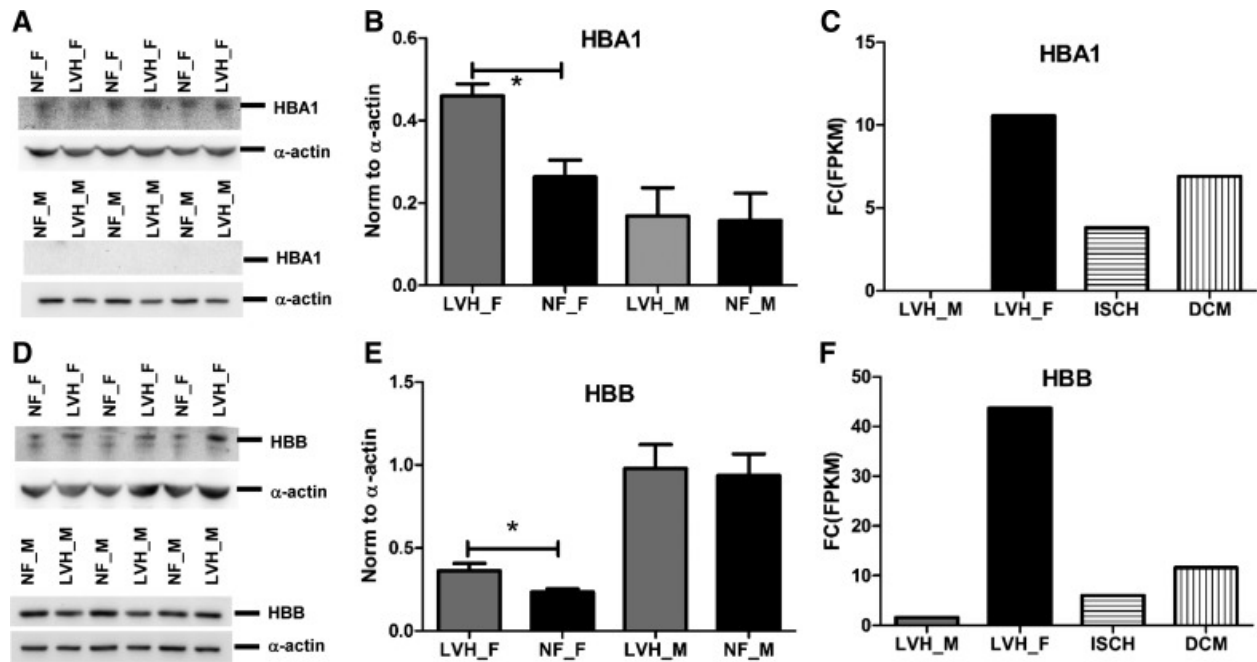 A
NF_F LVH_F NF_F LVH_F NF_F LVH_F
HBA1
α-actin
NF_M LVH_M NF_M LVH_M NF_M LVH_M
HBA1
α-actin
B
HBA1
Norm to α-actin
0.6
0.4
0.2
0.0
*
LVH_F NF_F LVH_M NF_M
C
HBA1
FC(FPKM)
15
10
5
0
LVH_M LVH_F ISCH DCM
D
NF_F LVH_F NF_F LVH_F NF_F LVH_F
HBB
α-actin
NF_M LVH_M NF_M LVH_M NF_M LVH_M
HBB
α-actin
E
HBB
Norm to α-actin
1.5
1.0
0.5
0.0
*
LVH_F NF_F LVH_M NF_M
F
HBB
FC(FPKM)
50
40
30
20
10
0
LVH_M LVH_F ISCH DCM